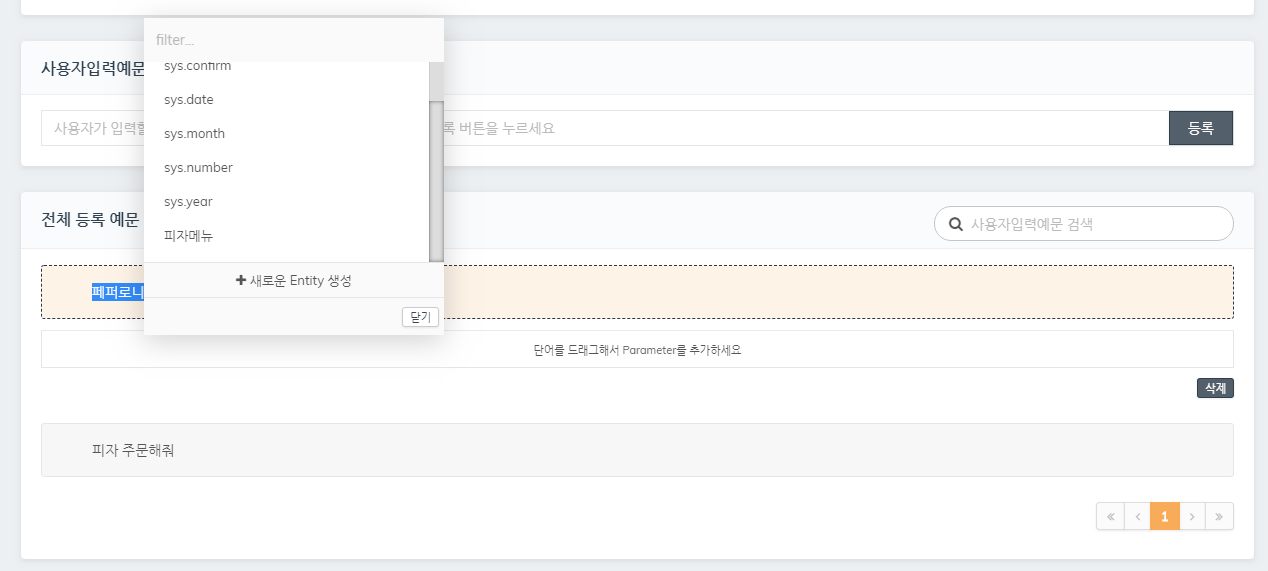 filter...
사용자입력예문
sys.confirm
sys.date
사용자가 입력할
록 버튼을 누르세요
등록
sys.month
sys.number
sys.year
전체 등록 예문
사용자입력예문 검색
피자메뉴
+ 새로운 Entity 생성
페퍼로니
닫기
단어를 드래그해서 Parameter를 추가하세요
삭제
피자 주문해줘
« ‹ 1 › »